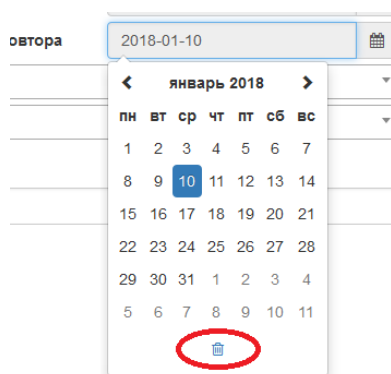 овтора 2018-01-10
январь 2018
пн вт ср чт пт сб вс
1 2 3 4 5 6 7
8 9 10 11 12 13 14
15 16 17 18 19 20 21
22 23 24 25 26 27 28
29 30 31 1 2 3 4
5 6 7 8 9 10 11